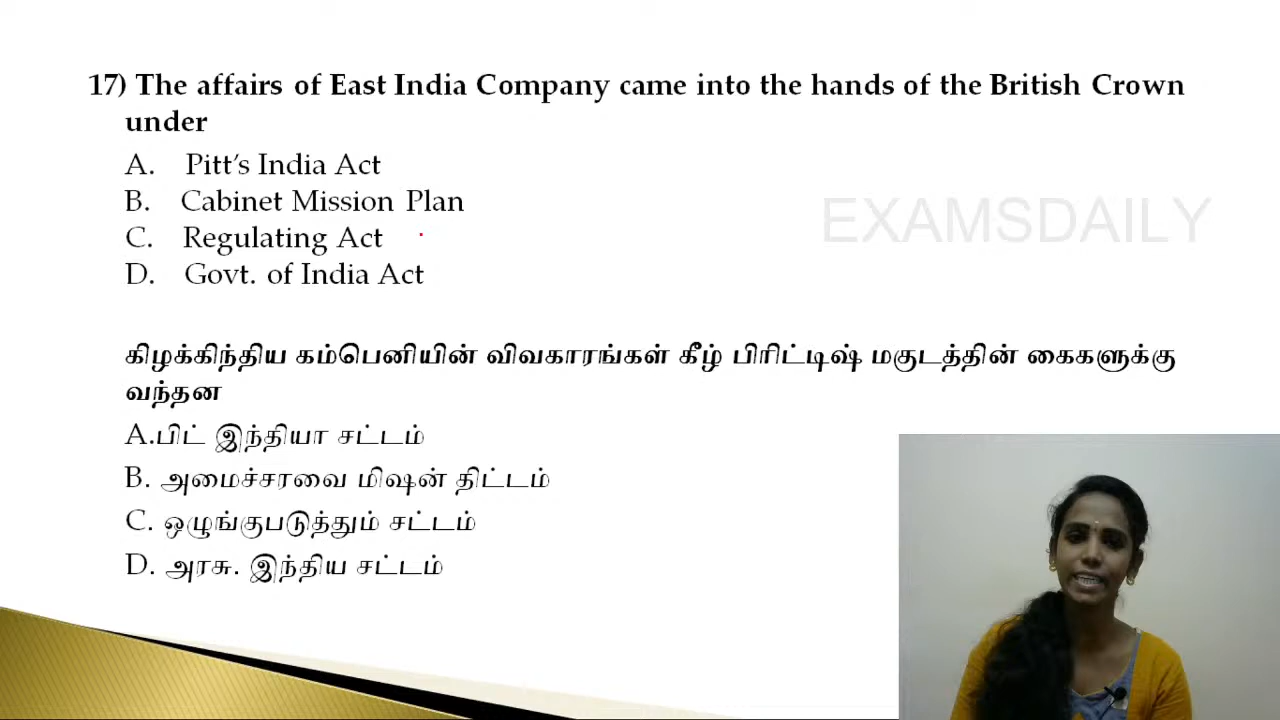 17) The affairs of East India Company came into the hands of the British Crown
under
A. Pitt's India Act
B. Cabinet Mission Plan
C. Regulating Act
D. Govt. of India Act
EXAMSDAILY
கிழக்கிந்திய கம்பெனியின் விவகாரங்கள் கீழ் பிரிட்டிஷ் மகுடத்தின் கைகளுக்கு
வந்தன
A.பிட் இந்தியா சட்டம்
B. அமைச்சரவை மிஷன் திட்டம்
C. ஒழுங்குபடுத்தும் சட்டம்
D. அரசு. இந்திய சட்டம்